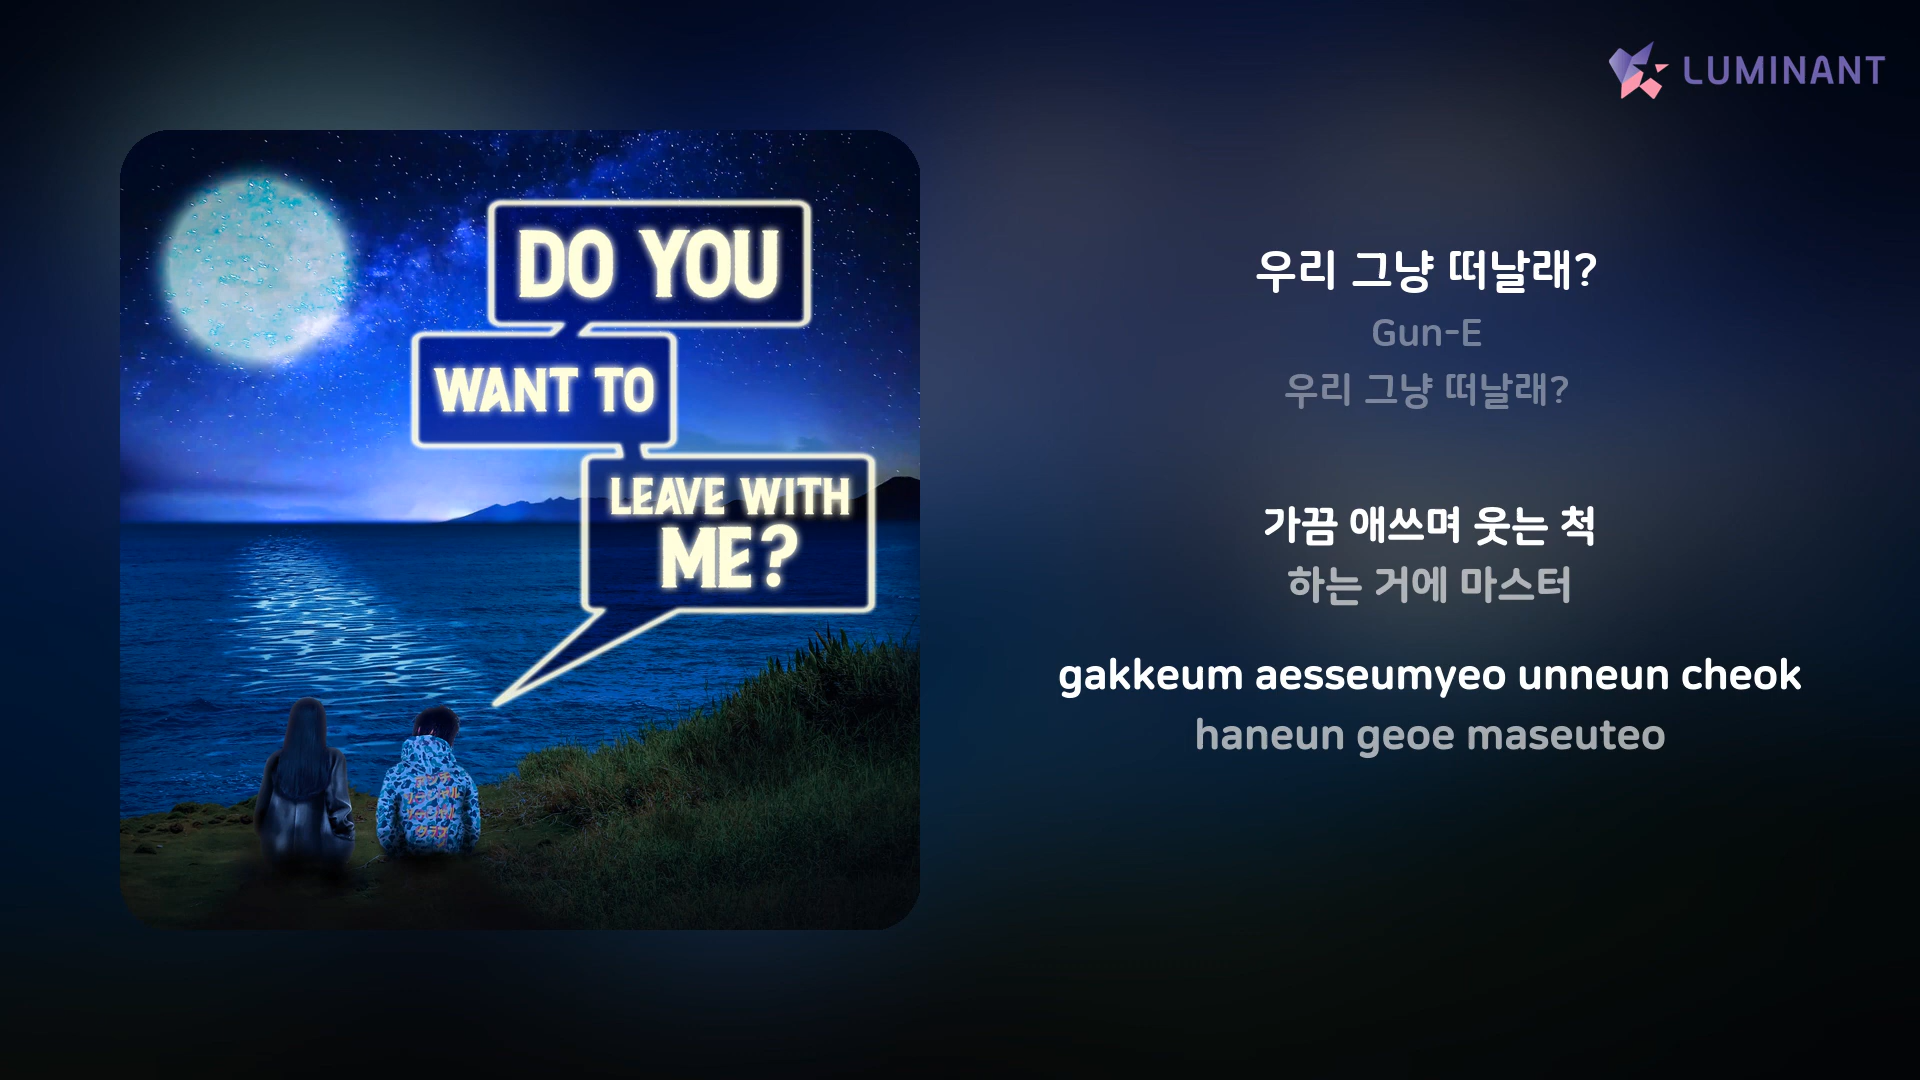 LUMINANT
DO YOU
WANT TO
LEAVE WITH
ME?
우리 그냥 떠날래?
Gun-E
우리 그냥 떠날래?
가끔 애쓰며 웃는 척
하는 거에 마스터
gakkeum aesseumyeo unneun cheok
haneun geoe maseuteo